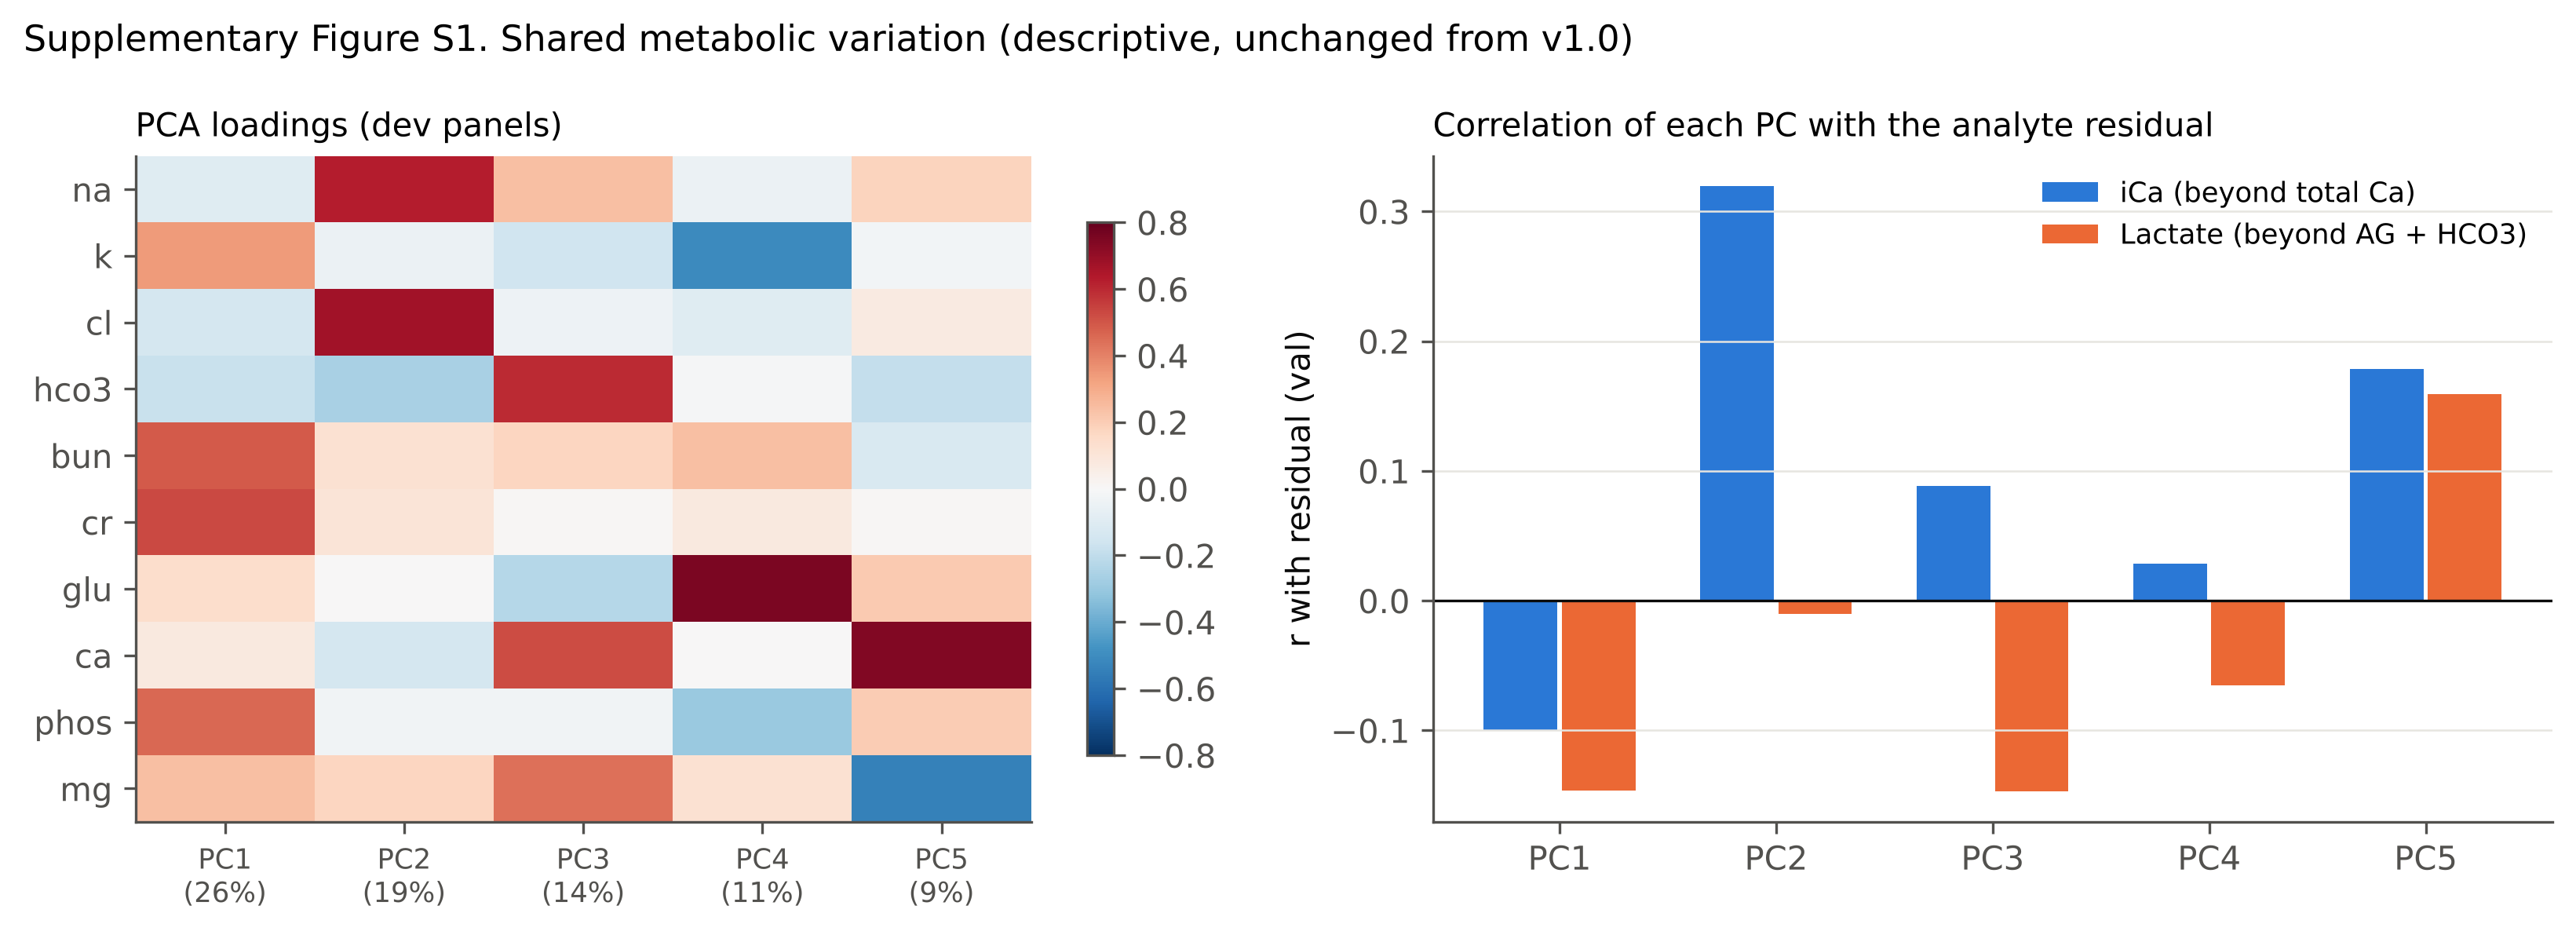 Supplementary Figure S1. Shared metabolic variation (descriptive, unchanged from v1.0)
PCA loadings (dev panels)
na
k
cl
hco3
bun
cr
glu
ca
phos
mg
PC1
(26%)
PC2
(19%)
PC3
(14%)
PC4
(11%)
PC5
(9%)
0.8
0.6
0.4
0.2
0.0
−0.2
−0.4
−0.6
−0.8
Correlation of each PC with the analyte residual
iCa (beyond total Ca)
Lactate (beyond AG + HCO3)
r with residual (val)
0.3
0.2
0.1
0.0
−0.1
PC1
PC2
PC3
PC4
PC5